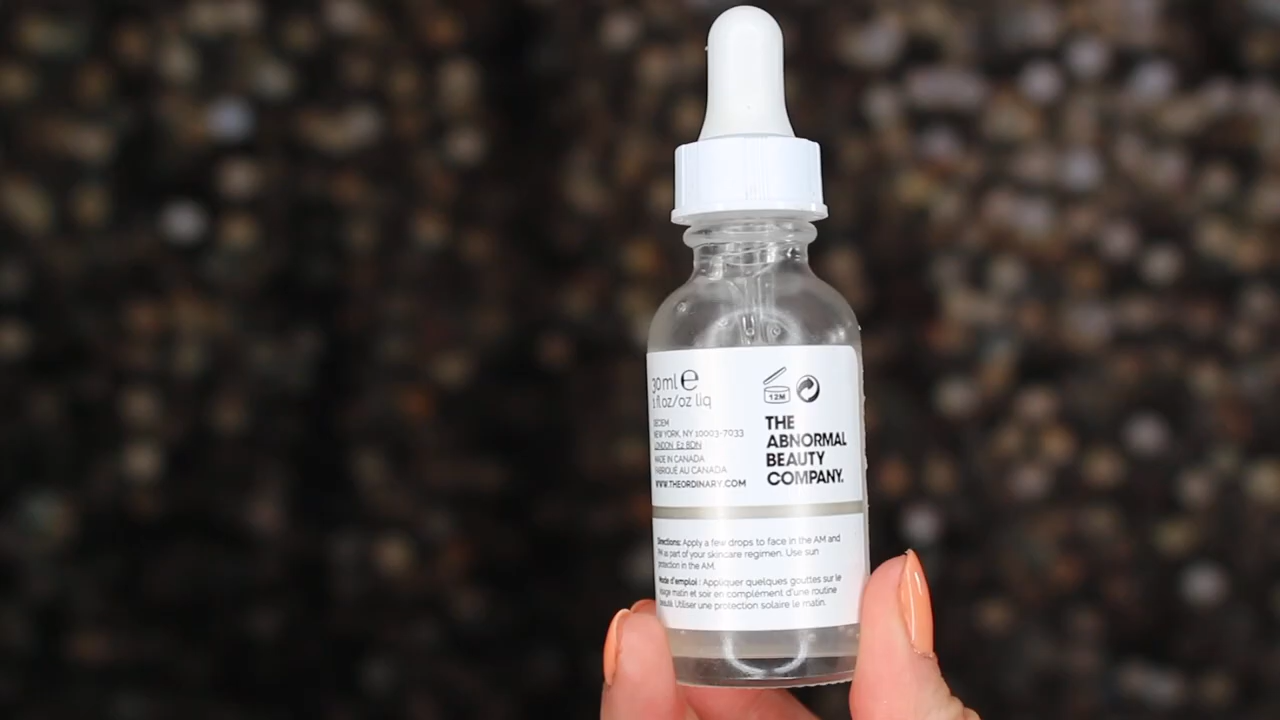 30 ml e
1 fl oz/oz liq
DECIEM
NEW YORK, NY 10003-7033
LONDON E2 8DN
MADE IN CANADA
FABRIQUÉ AU CANADA
WWW.THEORDINARY.COM
12M
THE
ABNORMAL
BEAUTY
COMPANY.
Directions: Apply a few drops to face in the AM and
PM as part of your skincare regimen. Use sun
protection in the AM.
Mode d'emploi : Appliquer quelques gouttes sur le
visage matin et soir en complément d'une routine
beauté. Utiliser une protection solaire le matin.